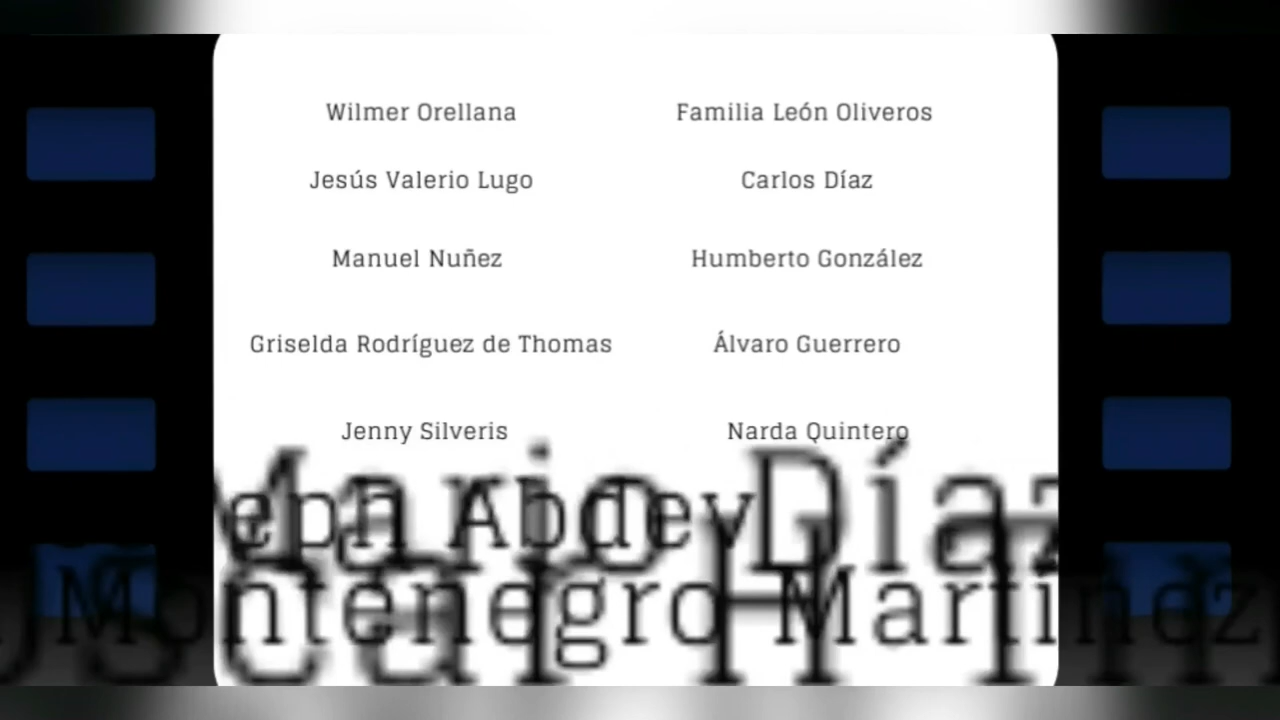 Wilmer Orellana
Familia León Oliveros
Jesús Valerio Lugo
Carlos Díaz
Manuel Nuñez
Humberto González
Griselda Rodríguez de Thomas
Álvaro Guerrero
Jenny Silveris
Narda Quintero
Mario Díaz
Montenegro Martínez